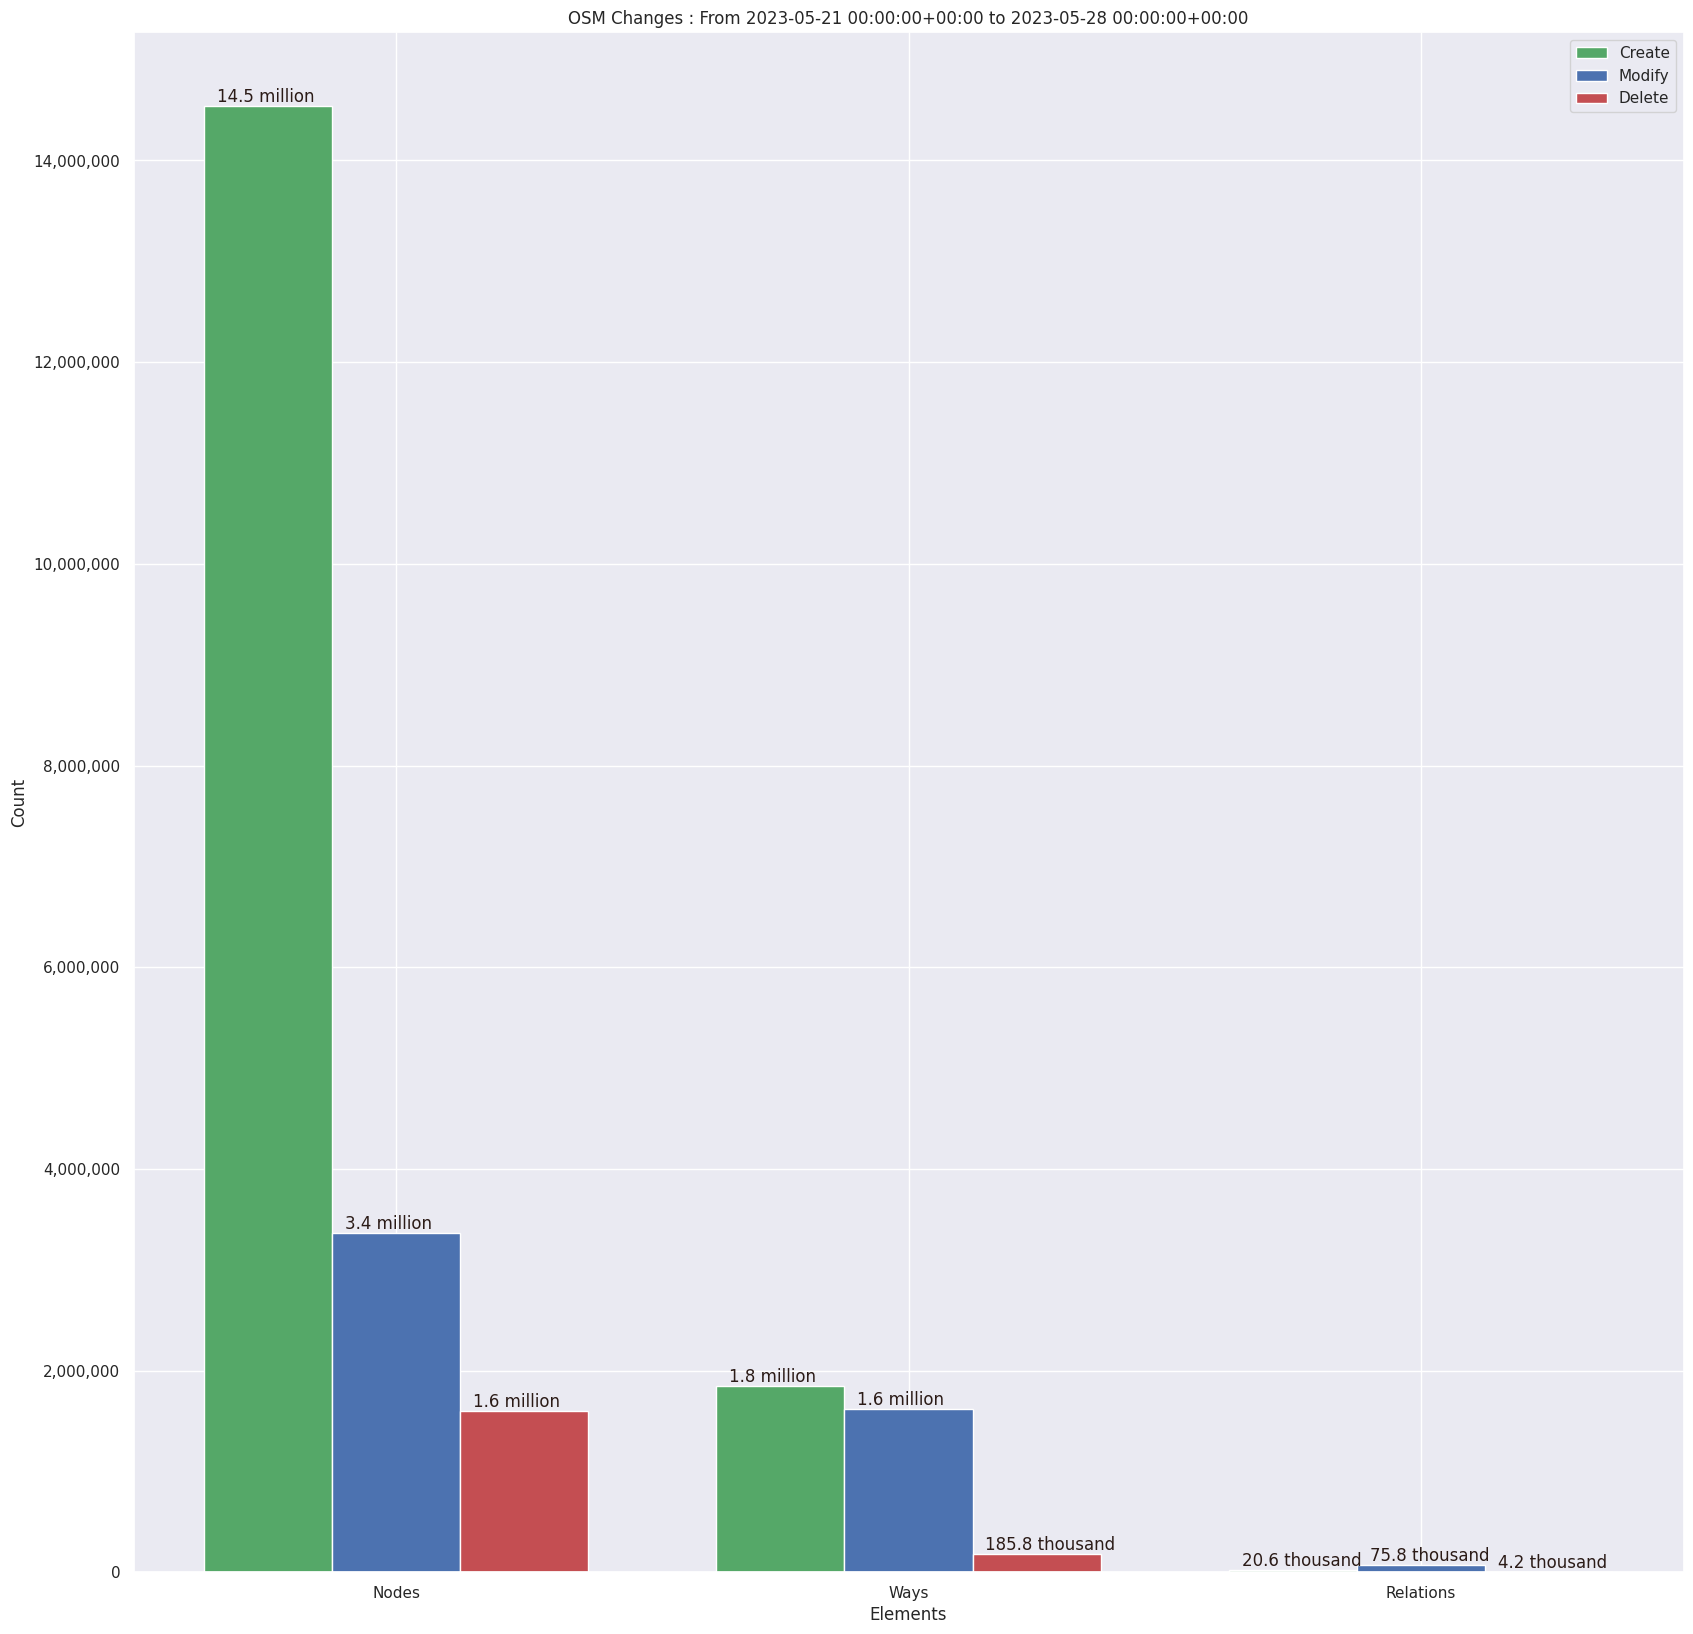 OSM Changes : From 2023-05-21 00:00:00+00:00 to 2023-05-28 00:00:00+00:00
Create
Modify
Delete
14.5 million
14,000,000
12,000,000
10,000,000
8,000,000
Count
6,000,000
4,000,000
3.4 million
2,000,000
1.8 million
1.6 million
1.6 million
185.8 thousand
20.6 thousand
75.8 thousand
4.2 thousand
0
Nodes
Ways
Relations
Elements